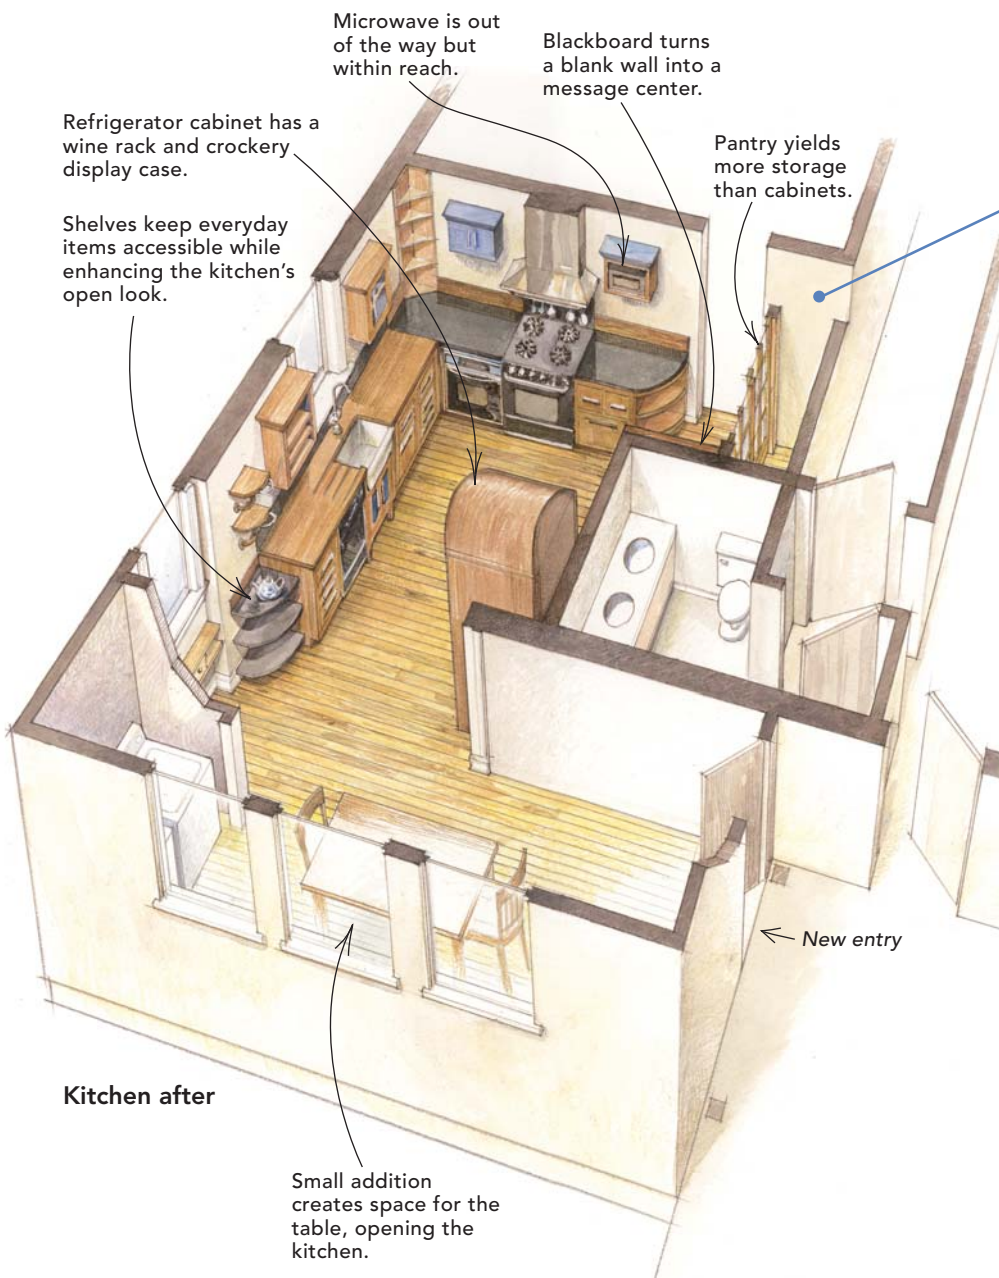 Microwave is out
of the way but
within reach.
Blackboard turns
a blank wall into a
message center.
Refrigerator cabinet has a
wine rack and crockery
display case.
Pantry yields
more storage
than cabinets.
Shelves keep everyday
items accessible while
enhancing the kitchen’s
open look.
New entry
Kitchen after
Small addition
creates space for the
table, opening the
kitchen.